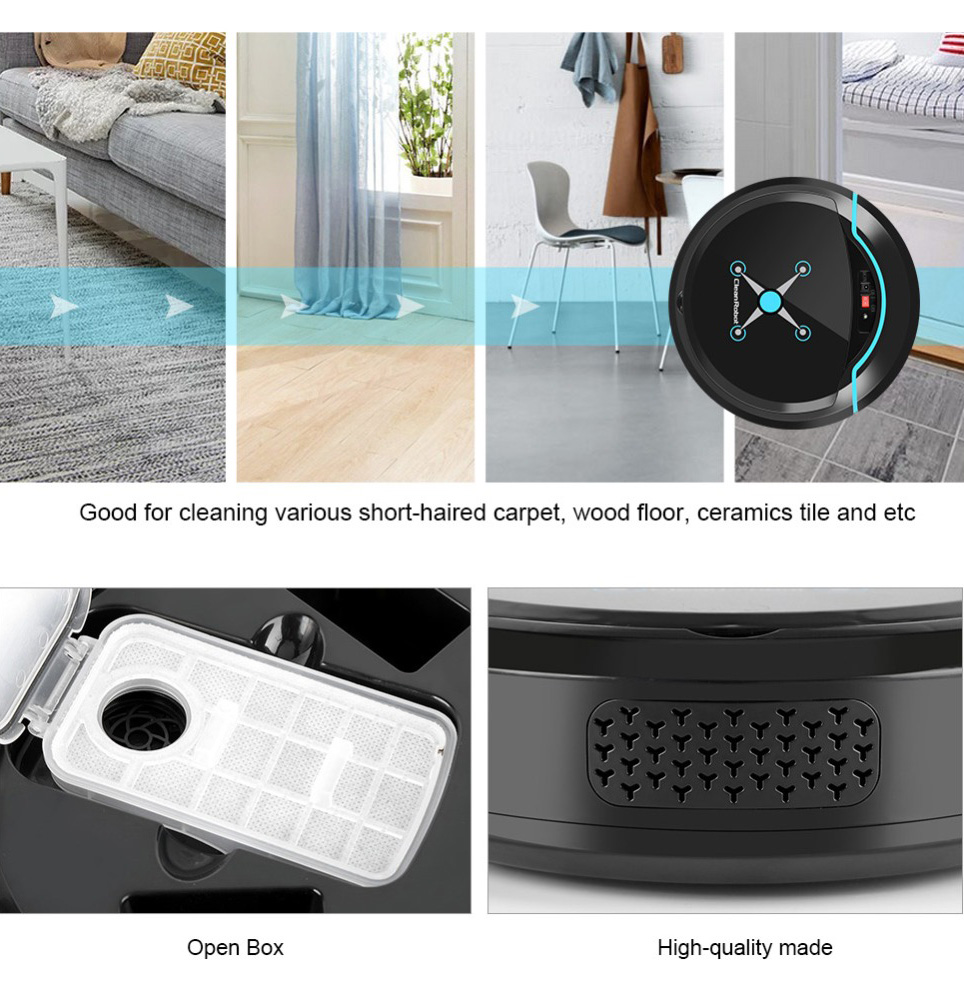 CleanRobot
Good for cleaning various short-haired carpet, wood floor, ceramics tile and etc
Open Box
High-quality made